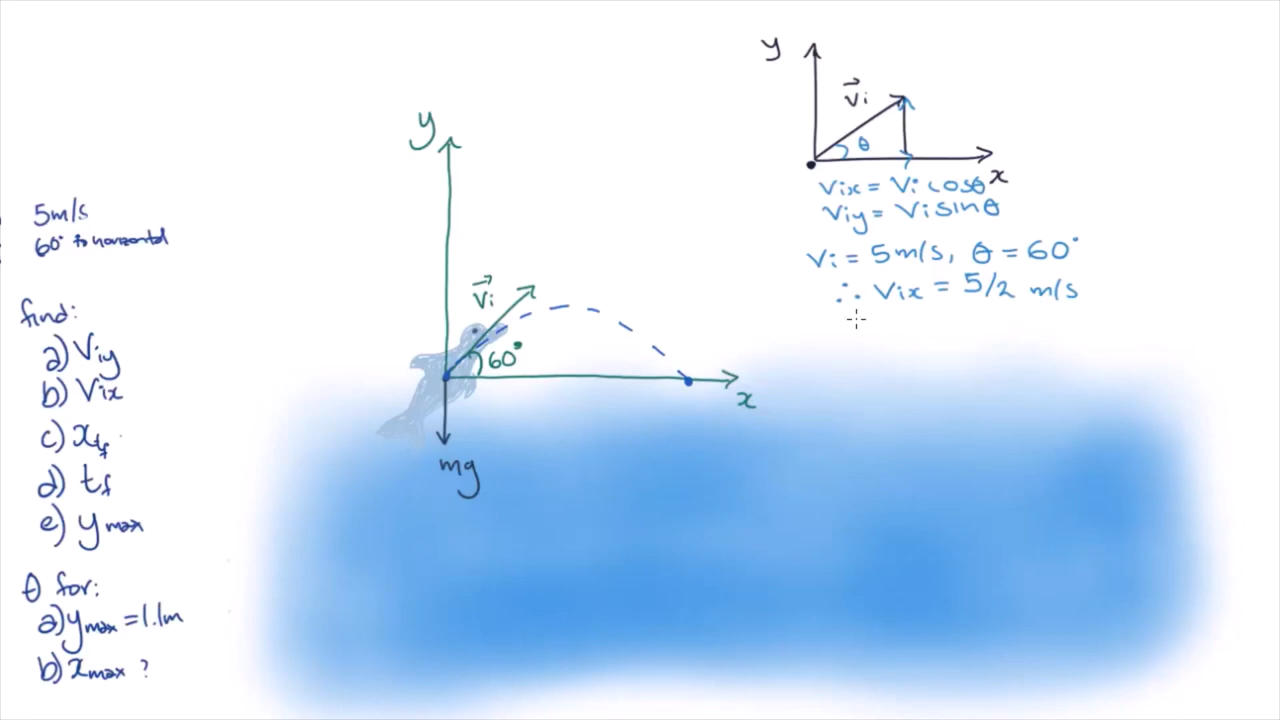 5m/s
60° to horizontal
find:
a) Viy
b) Vix
c) xtf
d) tf
e) ymax
θ for:
a) ymax = 1.1m
b) xmax ?
y
Vi
60°
x
mg
y
Vi
θ
x
Vix = Vi cosθ
Viy = Vi sinθ
Vi = 5m/s, θ = 60°
∴ Vix = 5/2 m/s